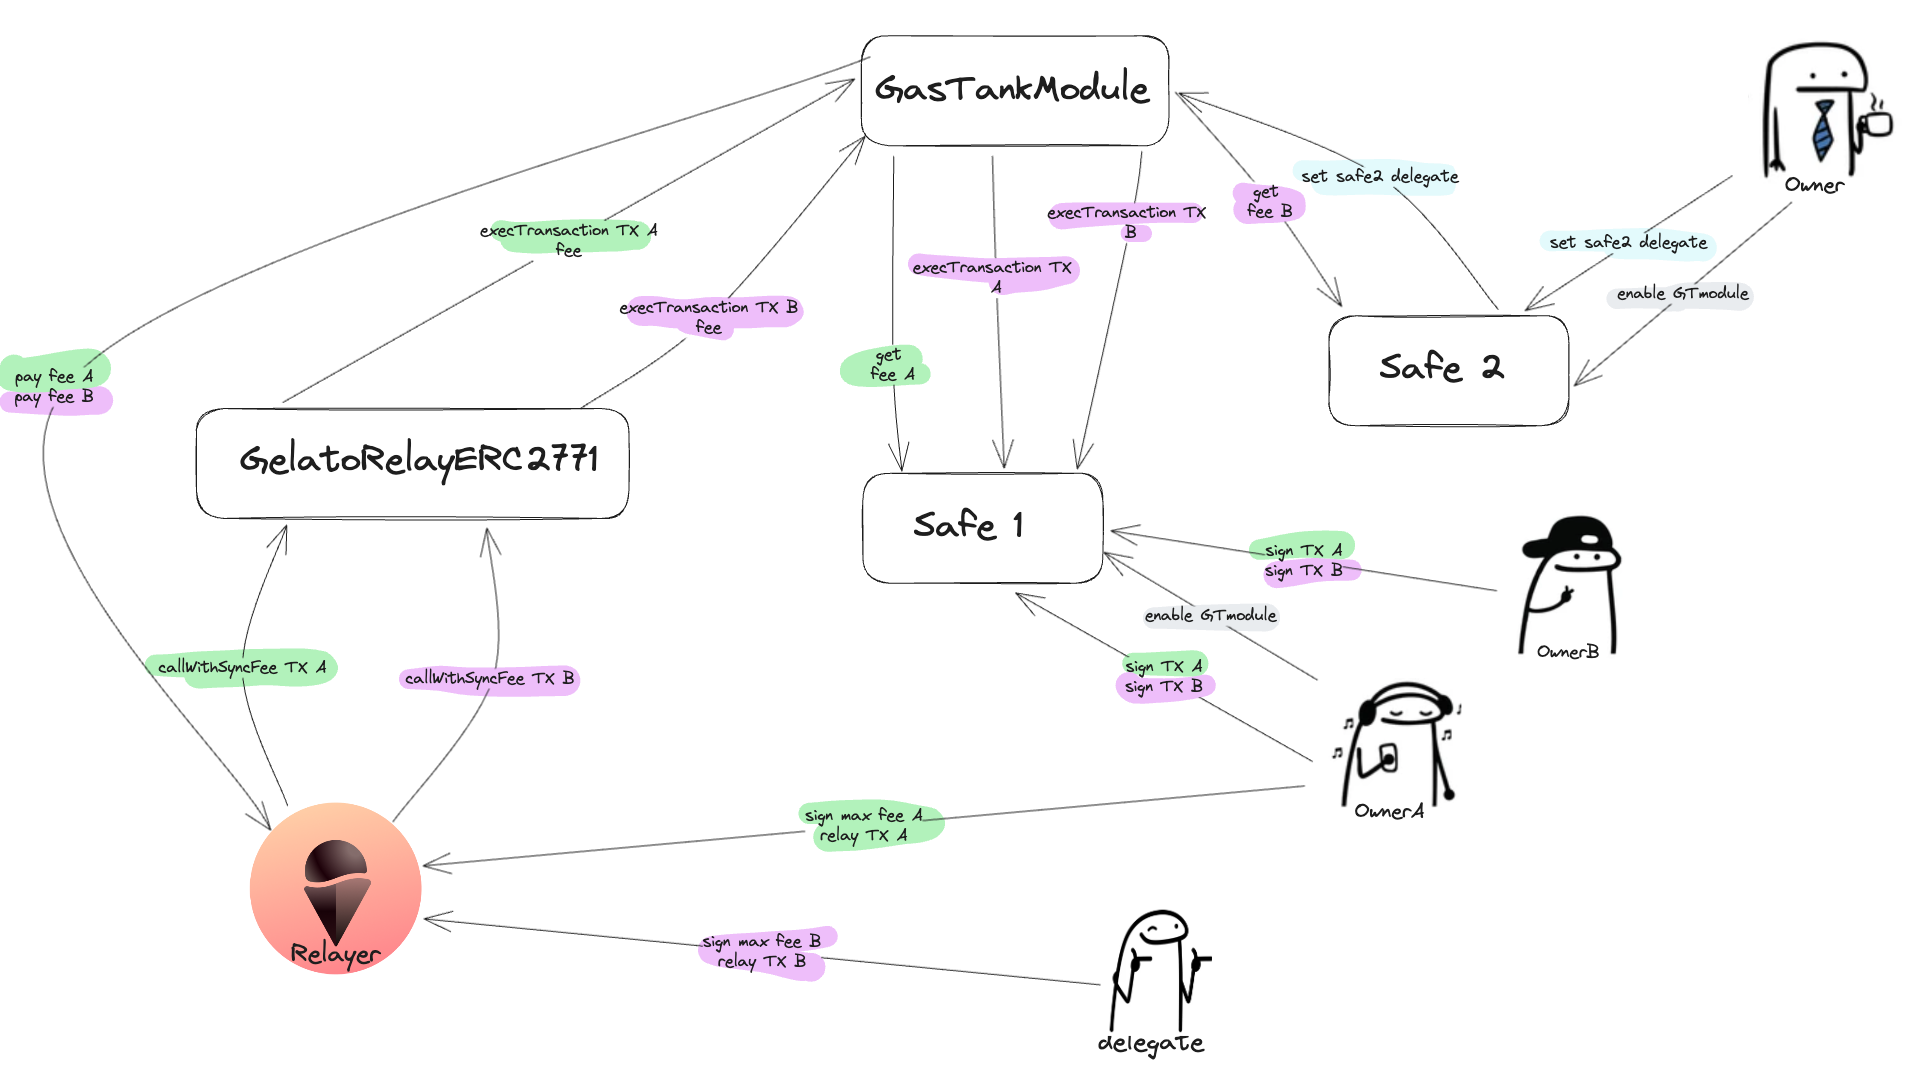 GasTankModule
Owner
set safe2 delegate
get
fee B
execTransaction TX
B
execTransaction TX A
fee
set safe2 delegate
execTransaction TX
A
enable GTmodule
execTransaction TX B
fee
get
fee A
Safe 2
pay fee A
pay fee B
GelatoRelayERC2771
Safe 1
sign TX A
sign TX B
enable GTmodule
OwnerB
callWithSyncFee TX A
callWithSyncFee TX B
sign TX A
sign TX B
OwnerA
sign max fee A
relay TX A
Relayer
sign max fee B
relay TX B
delegate